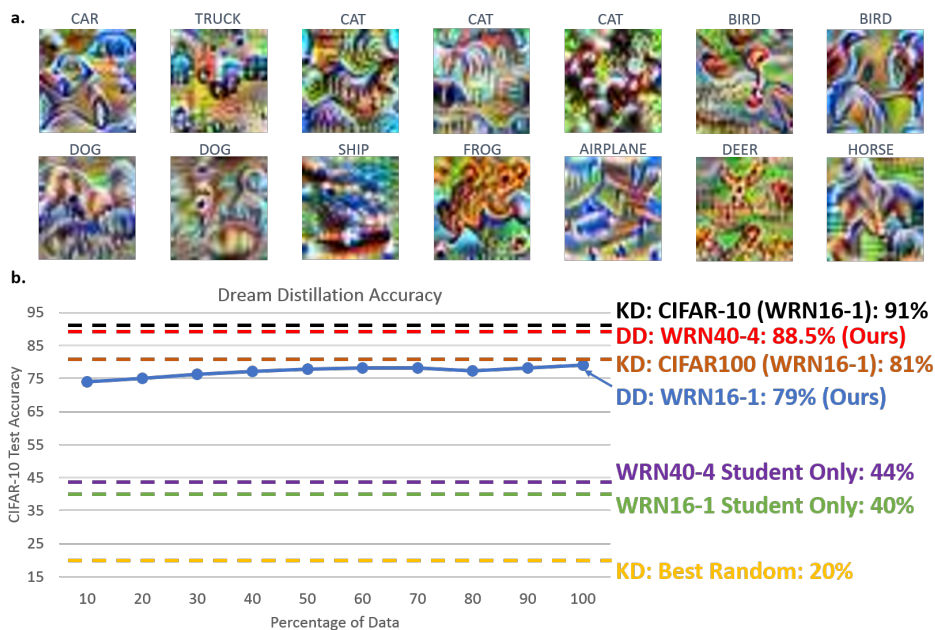 a.
CAR TRUCK CAT CAT CAT BIRD BIRD
DOG DOG SHIP FROG AIRPLANE DEER HORSE
b.
Dream Distillation Accuracy
CIFAR-10 Test Accuracy
95
85
75
65
55
45
35
25
15
10 20 30 40 50 60 70 80 90 100
Percentage of Data
KD: CIFAR-10 (WRN16-1): 91%
DD: WRN40-4: 88.5% (Ours)
KD: CIFAR100 (WRN16-1): 81%
DD: WRN16-1: 79% (Ours)
WRN40-4 Student Only: 44%
WRN16-1 Student Only: 40%
KD: Best Random: 20%